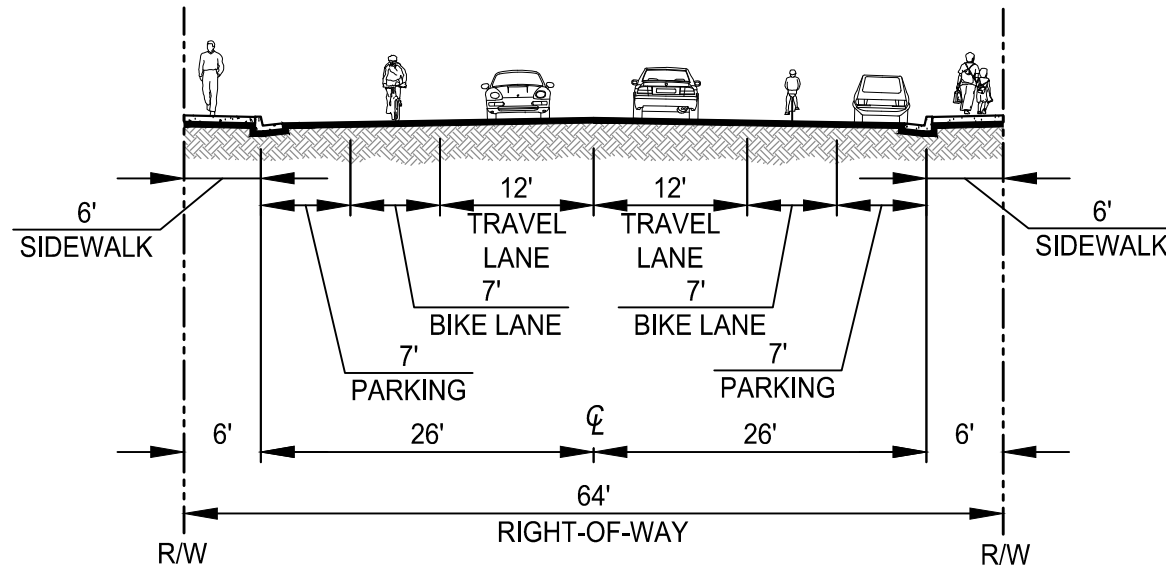 12'
12'
6'
TRAVEL
TRAVEL
6'
SIDEWALK
LANE
LANE
SIDEWALK
7'
7'
BIKE LANE
BIKE LANE
7'
7'
PARKING
PARKING
℄
6'
26'
26'
6'
64'
RIGHT-OF-WAY
R/W
R/W